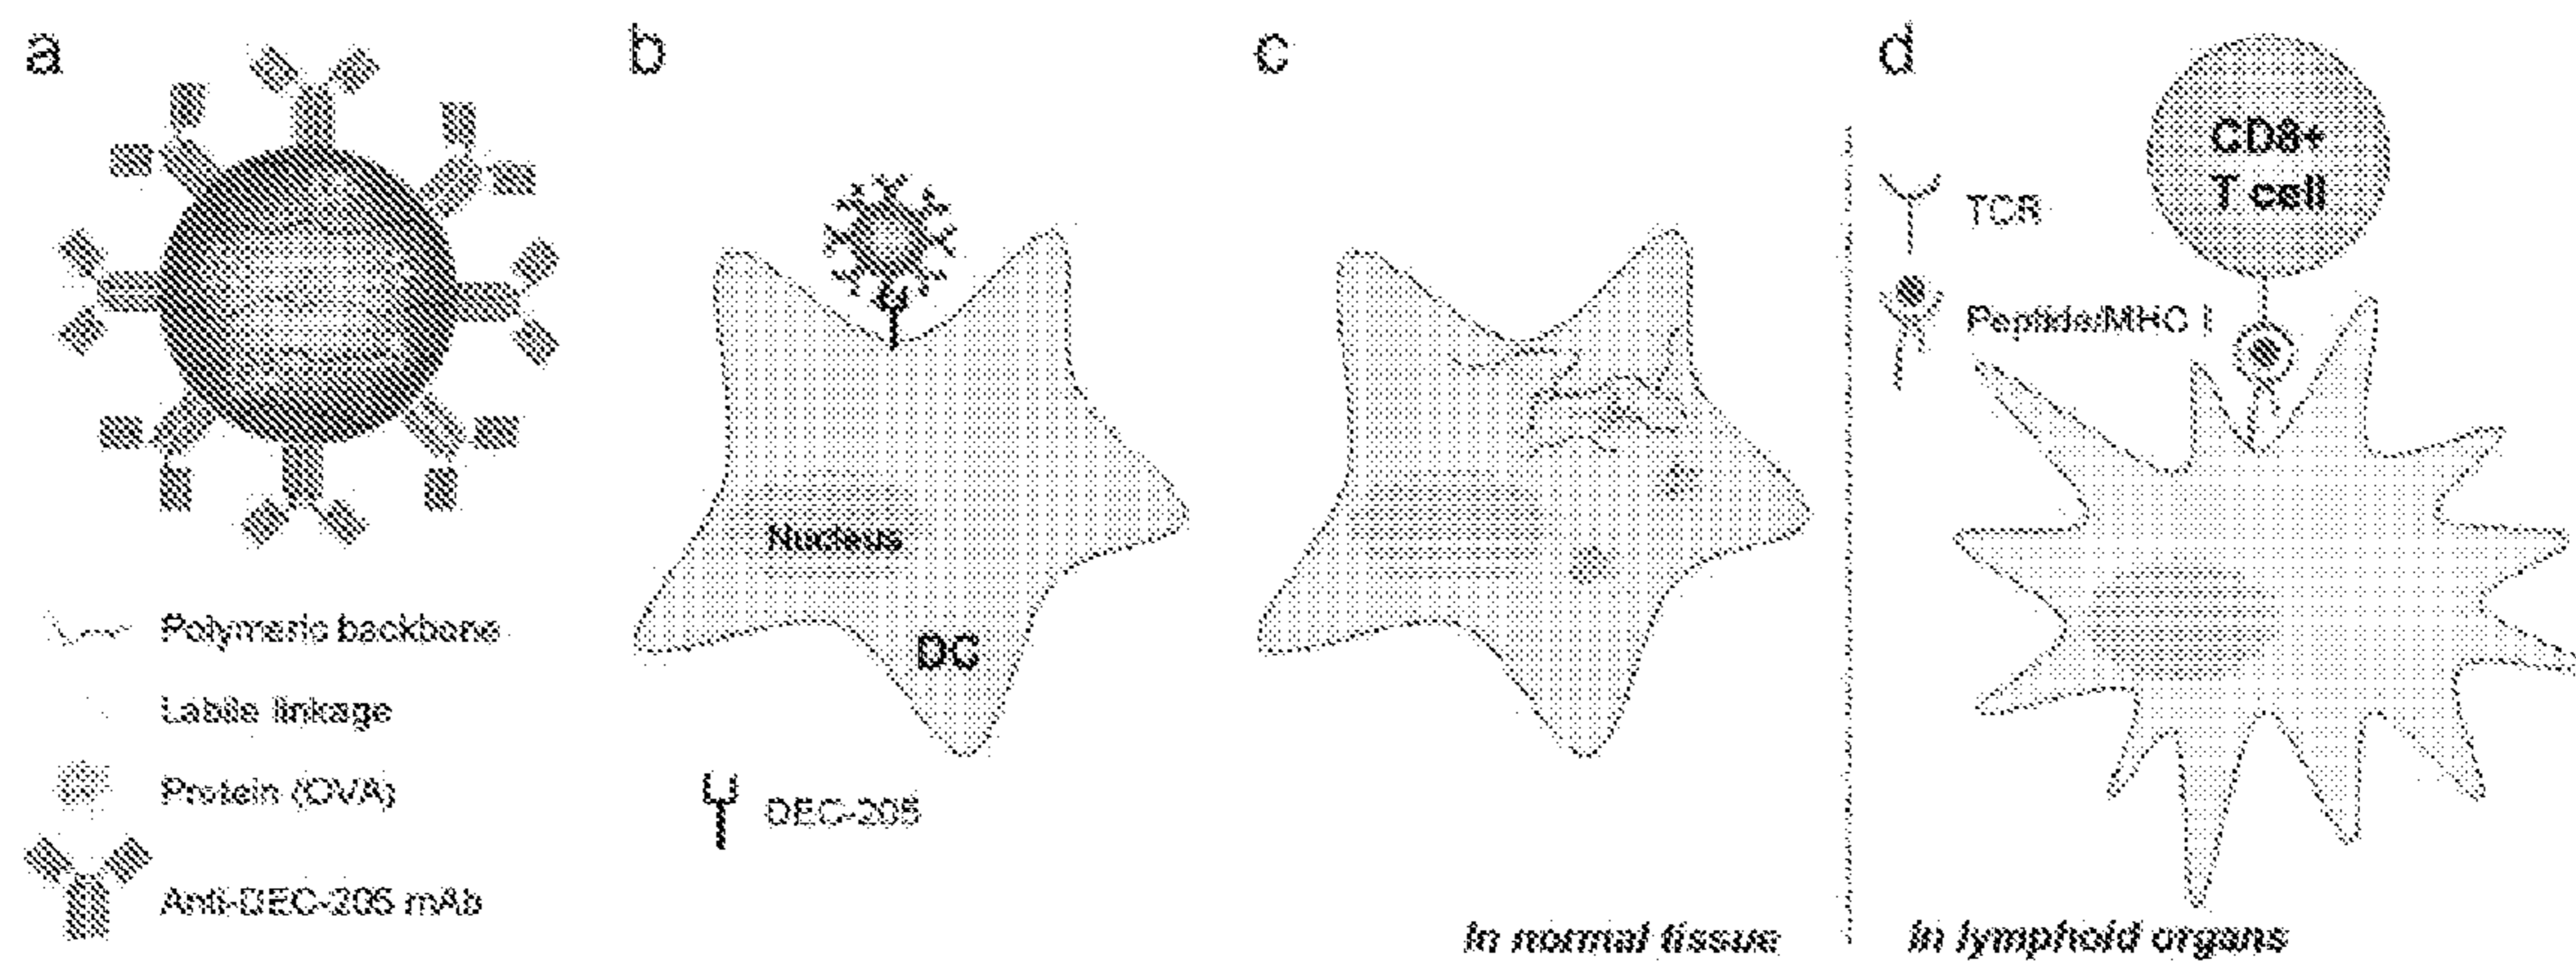 a
b
c
d
CD8+
T cell
TCR
Peptide/MHC I
Nucleus
DC
Polymeric backbone
Labile linkage
Protein (OVA)
Anti-DEC-205 mAb
DEC-205
In normal tissue
In lymphoid organs